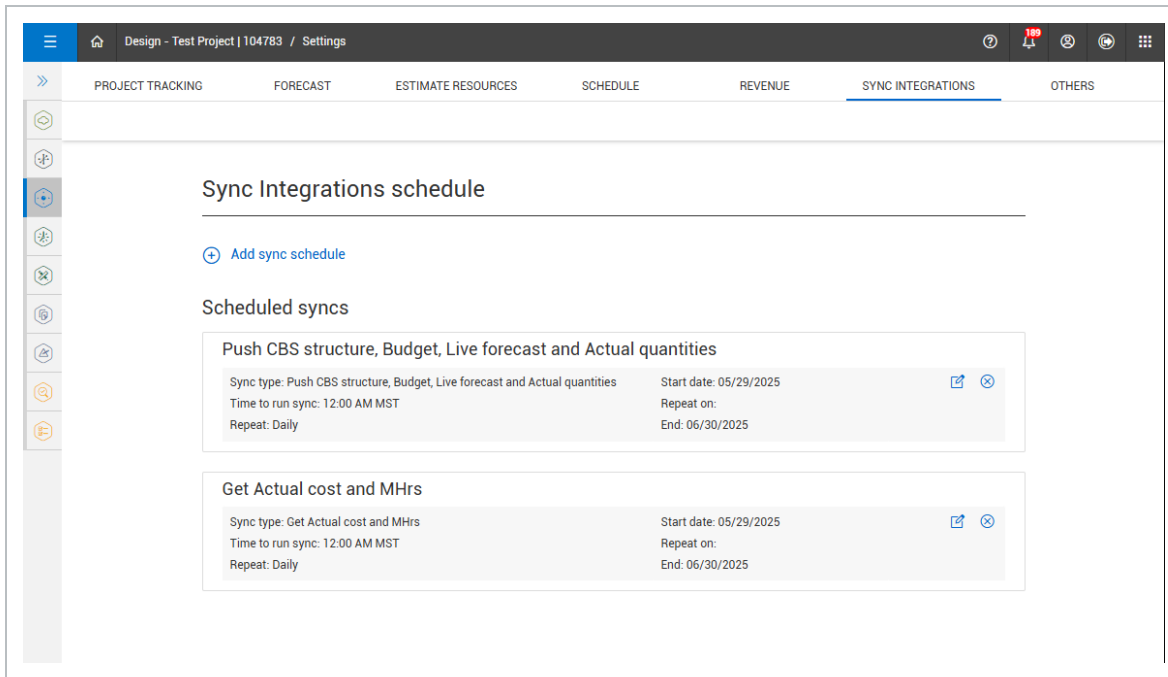 Design - Test Project | 104783 / Settings
189
PROJECT TRACKING FORECAST ESTIMATE RESOURCES SCHEDULE REVENUE SYNC INTEGRATIONS OTHERS
Sync Integrations schedule
Add sync schedule
Scheduled syncs
Push CBS structure, Budget, Live forecast and Actual quantities
Sync type: Push CBS structure, Budget, Live forecast and Actual quantities Start date: 05/29/2025
Time to run sync: 12:00 AM MST Repeat on:
Repeat: Daily End: 06/30/2025
Get Actual cost and MHrs
Sync type: Get Actual cost and MHrs Start date: 05/29/2025
Time to run sync: 12:00 AM MST Repeat on:
Repeat: Daily End: 06/30/2025